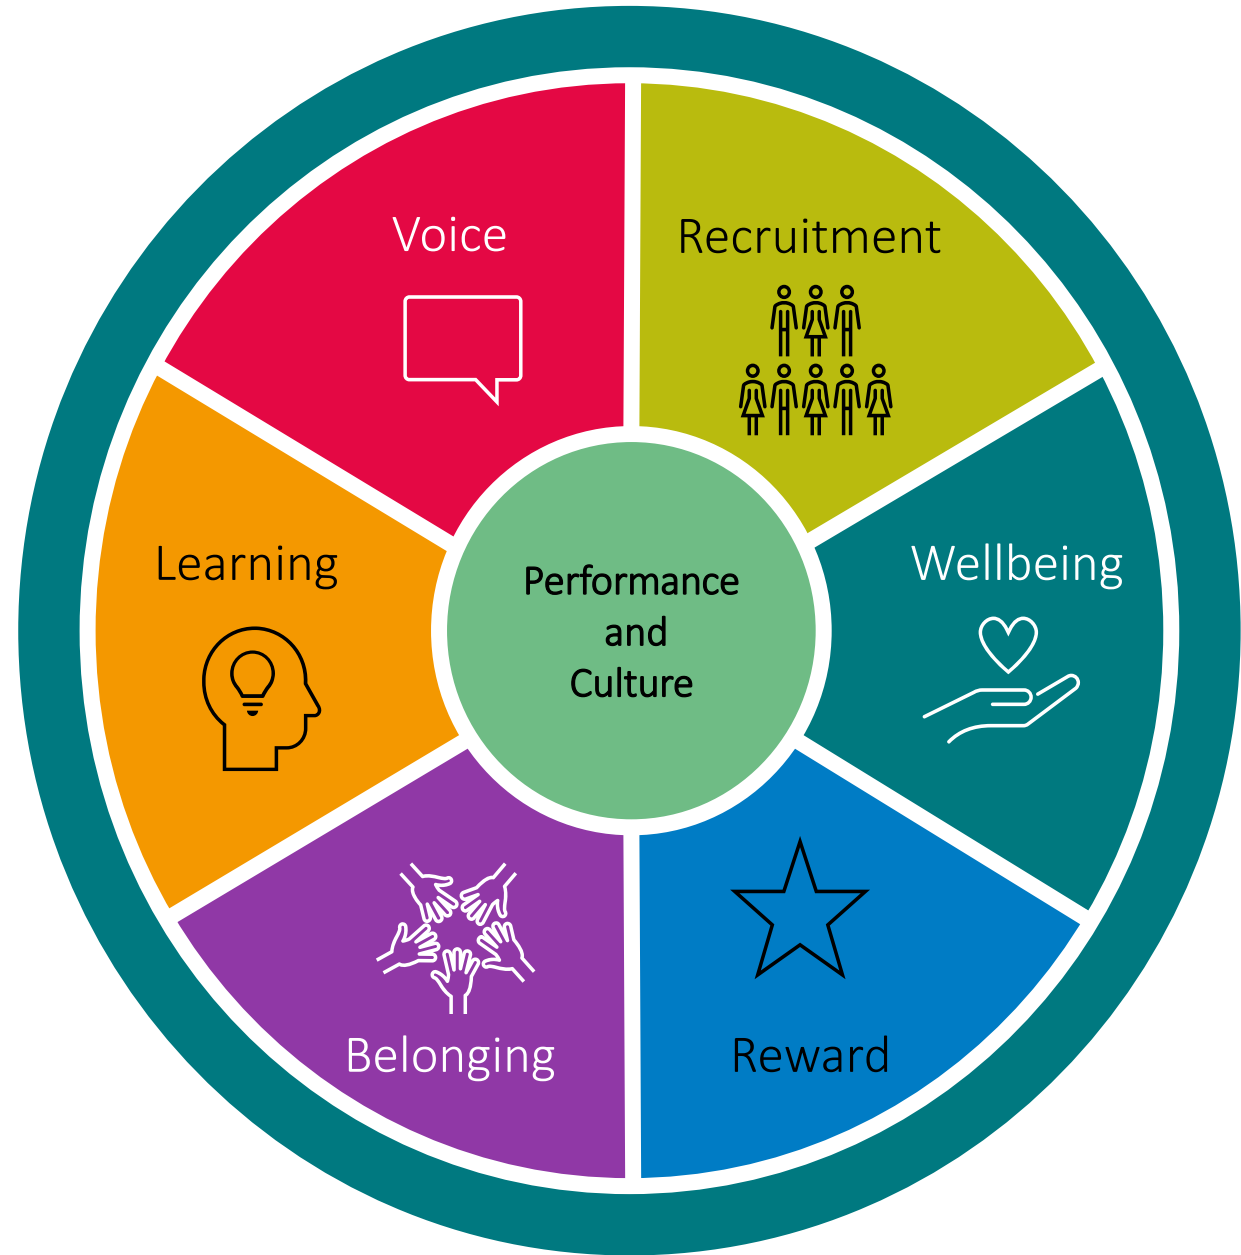 Voice
Recruitment
Learning
Wellbeing
Performance
and
Culture
Belonging
Reward